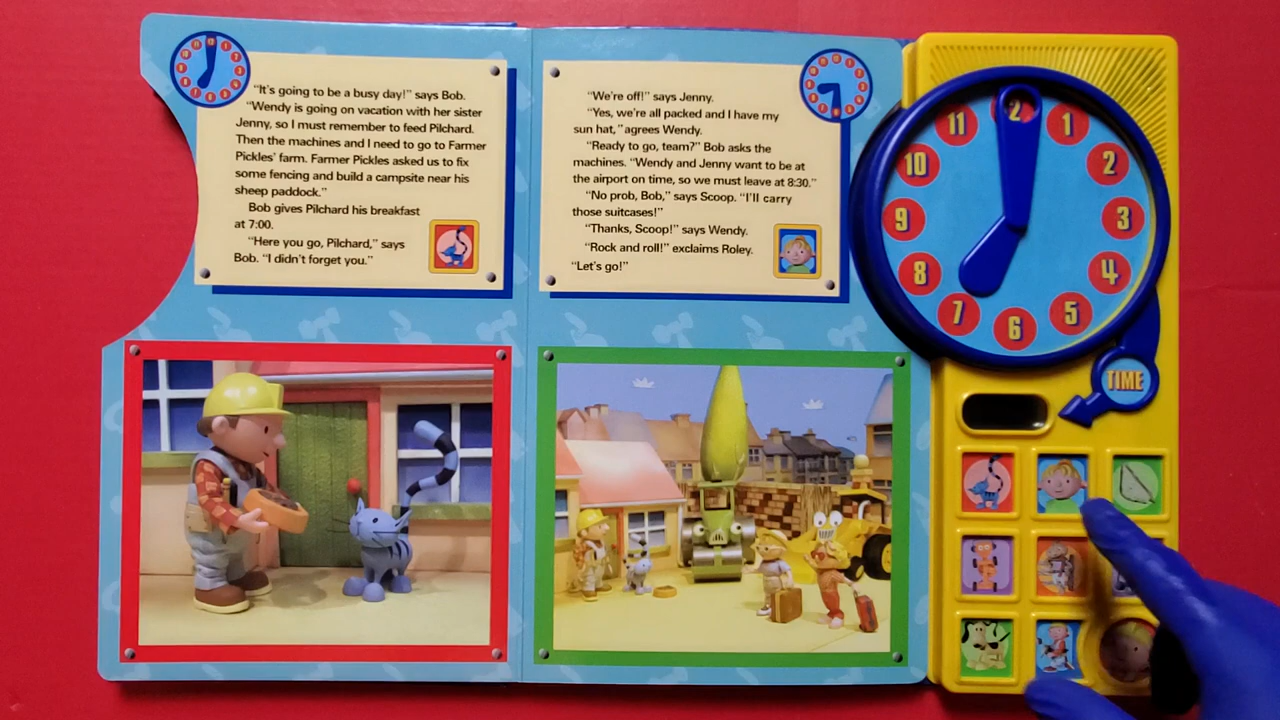 "It's going to be a busy day!" says Bob.
"Wendy is going on vacation with her sister
Jenny, so I must remember to feed Pilchard.
Then the machines and I need to go to Farmer
Pickles' farm. Farmer Pickles asked us to fix
some fencing and build a campsite near his
sheep paddock."
Bob gives Pilchard his breakfast
at 7:00.
"Here you go, Pilchard," says
Bob. "I didn't forget you."
"We're off!" says Jenny.
"Yes, we're all packed and I have my
sun hat," agrees Wendy.
"Ready to go, team?" Bob asks the
machines. "Wendy and Jenny want to be at
the airport on time, so we must leave at 8:30."
"No prob, Bob," says Scoop. "I'll carry
those suitcases!"
"Thanks, Scoop!" says Wendy.
"Rock and roll!" exclaims Roley.
"Let's go!"
2
1
2
3
4
5
6
7
8
9
10
11
TIME